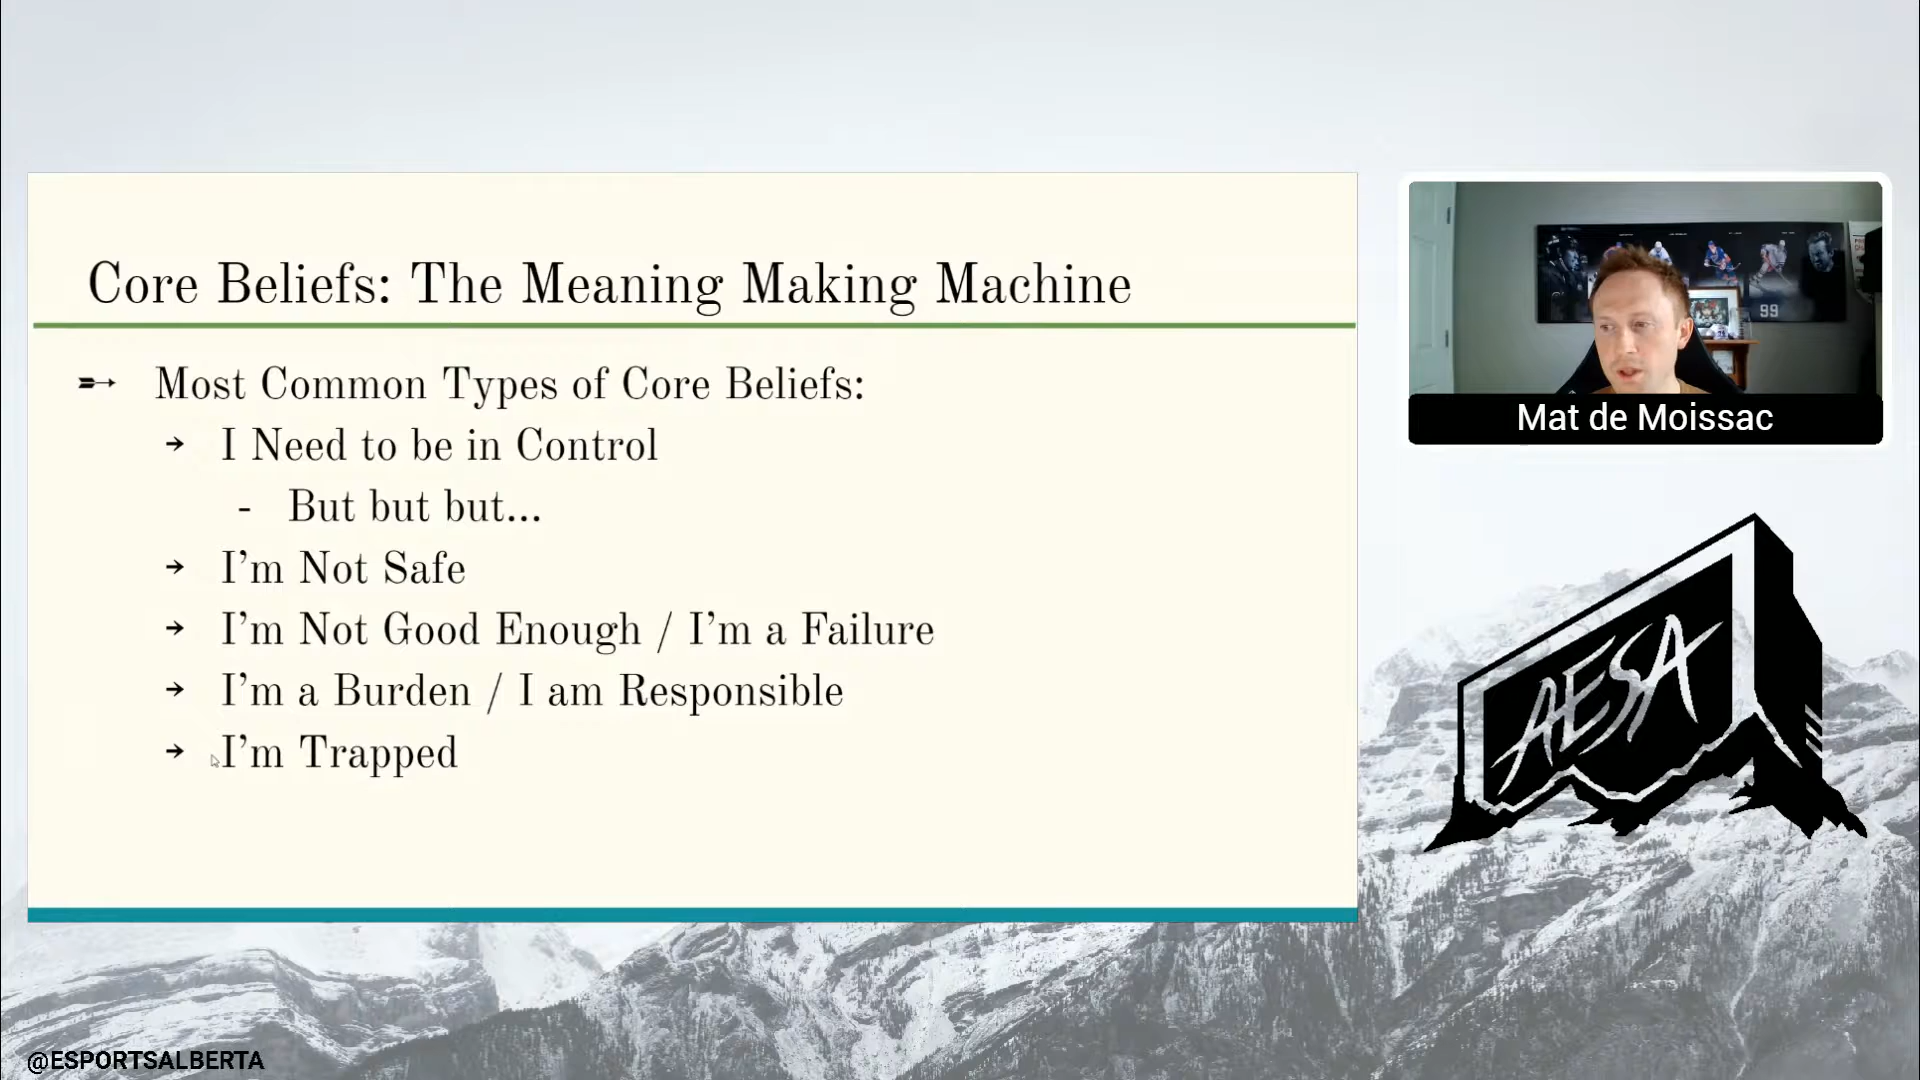 Core Beliefs: The Meaning Making Machine
Most Common Types of Core Beliefs:
I Need to be in Control
- But but but...
I'm Not Safe
I'm Not Good Enough / I'm a Failure
I'm a Burden / I am Responsible
I'm Trapped
99
Mat de Moissac
AESA
@ESPORTSALBERTA